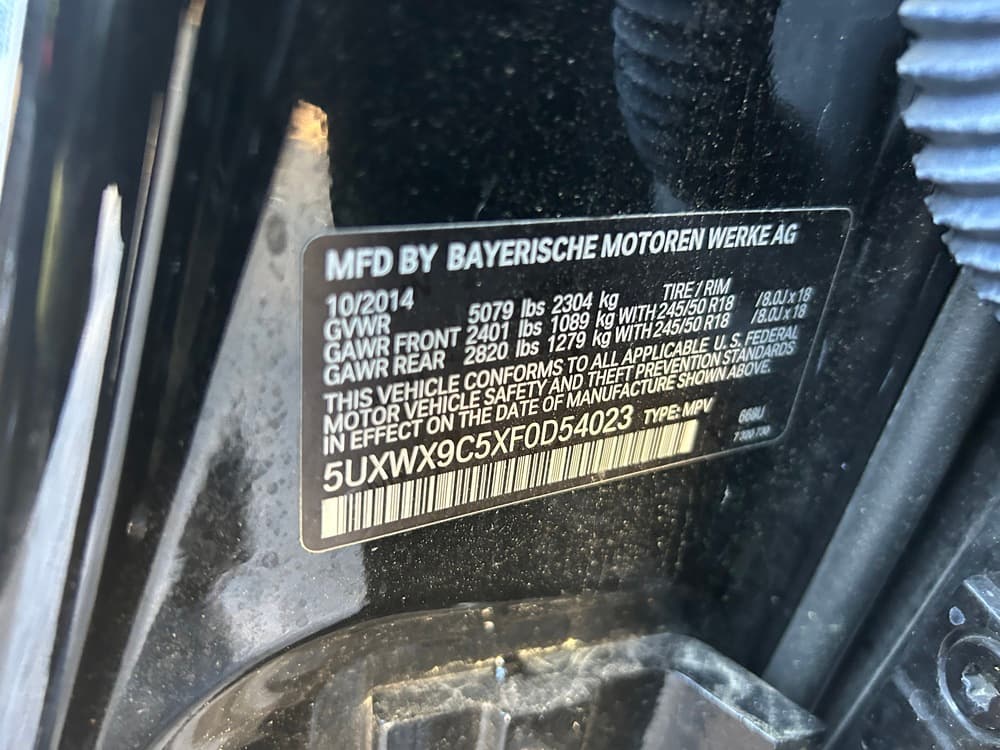 MFD BY BAYERISCHE MOTOREN WERKE AG
10/2014 TIRE / RIM
GVWR 5079 lbs 2304 kg
GAWR FRONT 2401 lbs 1089 kg WITH 245/50 R18 / 8.0J x 18
GAWR REAR 2820 lbs 1279 kg WITH 245/50 R18 / 8.0J x 18
THIS VEHICLE CONFORMS TO ALL APPLICABLE U.S. FEDERAL
MOTOR VEHICLE SAFETY AND THEFT PREVENTION STANDARDS
IN EFFECT ON THE DATE OF MANUFACTURE SHOWN ABOVE.
5UXWX9C5XF0D54023 TYPE: MPV 668U